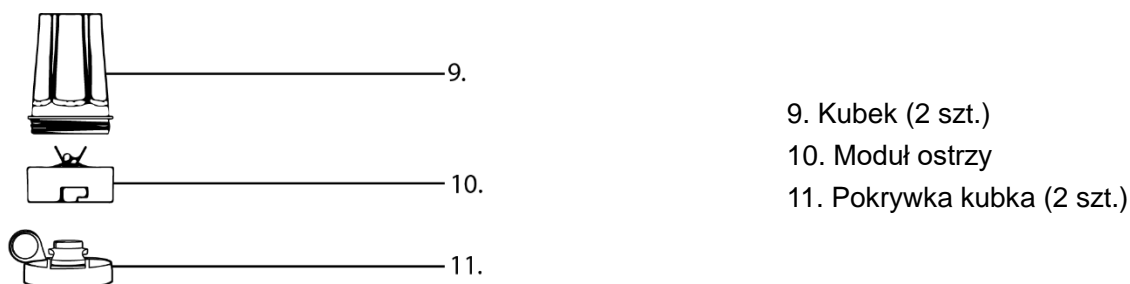 9.
10.
11.
9. Kubek (2 szt.)
10. Moduł ostrzy
11. Pokrywka kubka (2 szt.)